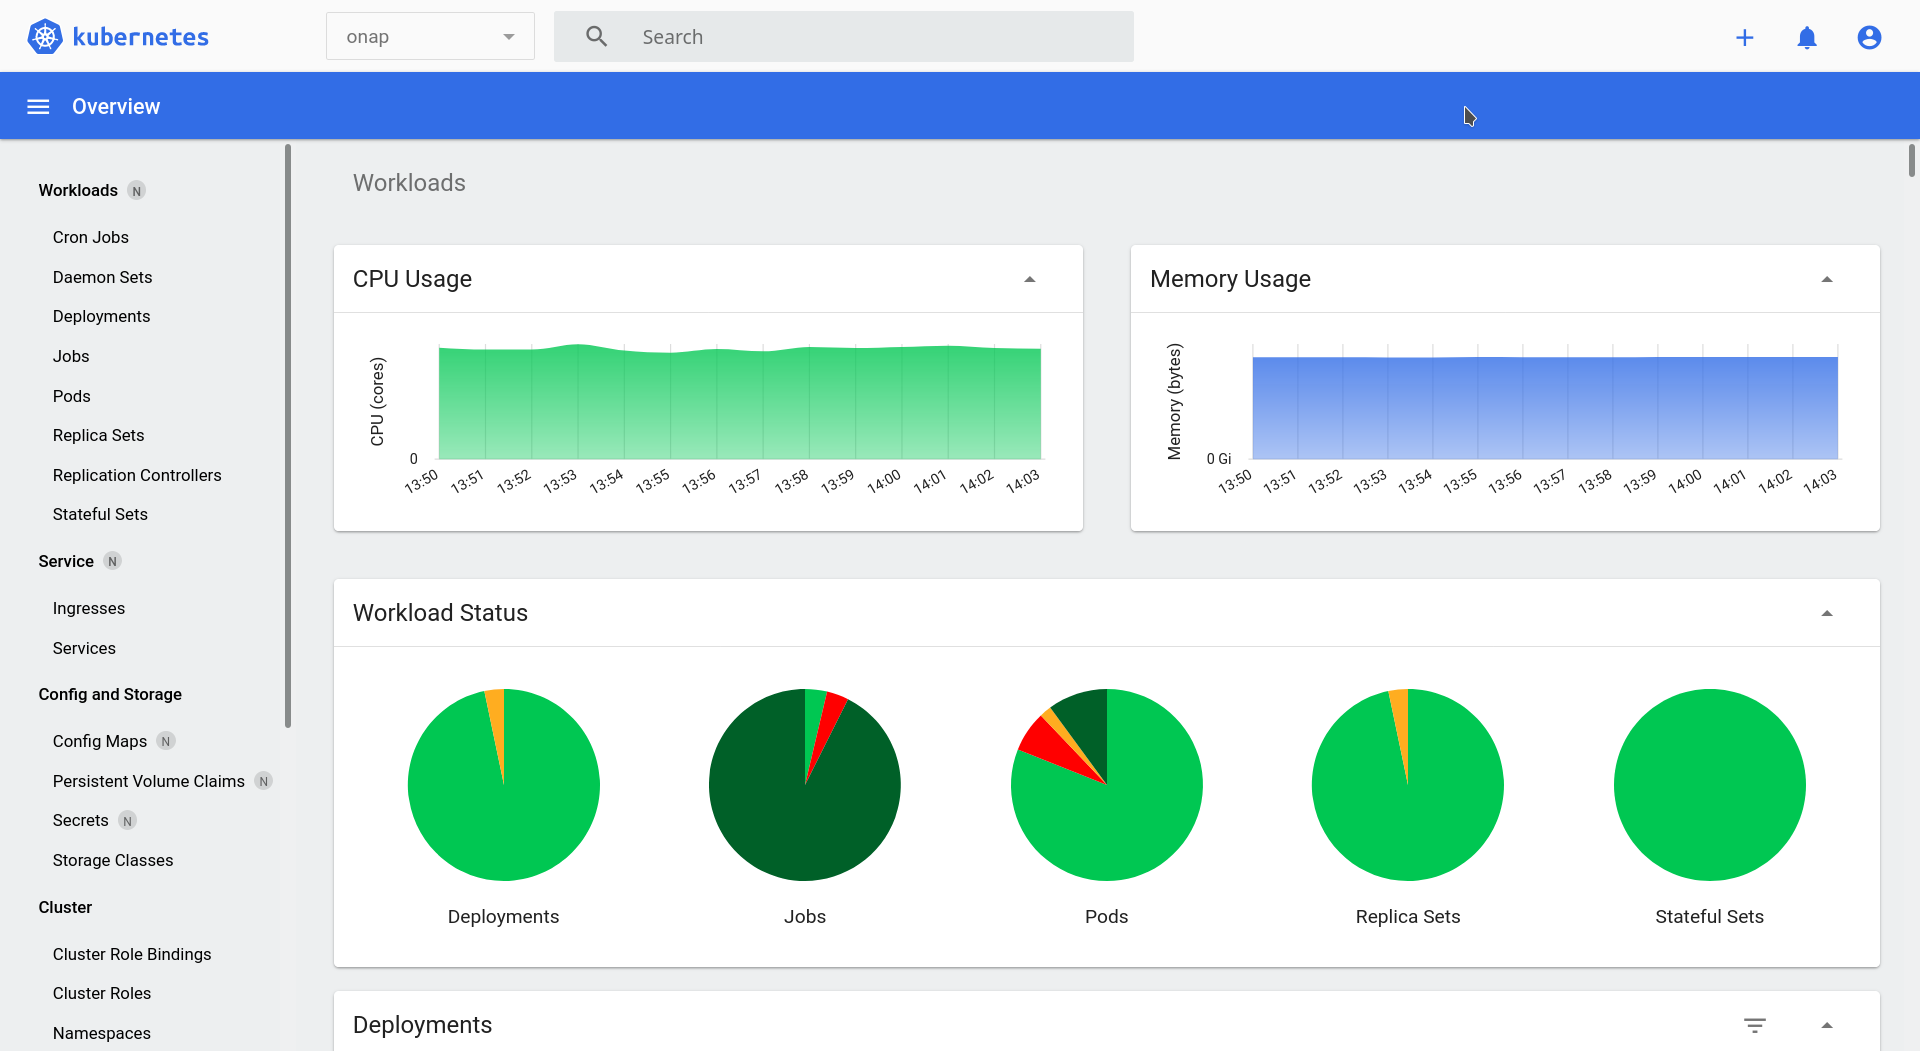 kubernetes
onap
Search
Overview
Workloads N
Cron Jobs
Daemon Sets
Deployments
Jobs
Pods
Replica Sets
Replication Controllers
Stateful Sets
Service N
Ingresses
Services
Config and Storage
Config Maps N
Persistent Volume Claims N
Secrets N
Storage Classes
Cluster
Cluster Role Bindings
Cluster Roles
Namespaces
Workloads
CPU Usage
CPU (cores)
0
13:50 13:51 13:52 13:53 13:54 13:55 13:56 13:57 13:58 13:59 14:00 14:01 14:02 14:03
Memory Usage
Memory (bytes)
0 Gi
13:50 13:51 13:52 13:53 13:54 13:55 13:56 13:57 13:58 13:59 14:00 14:01 14:02 14:03
Workload Status
Deployments
Jobs
Pods
Replica Sets
Stateful Sets
Deployments